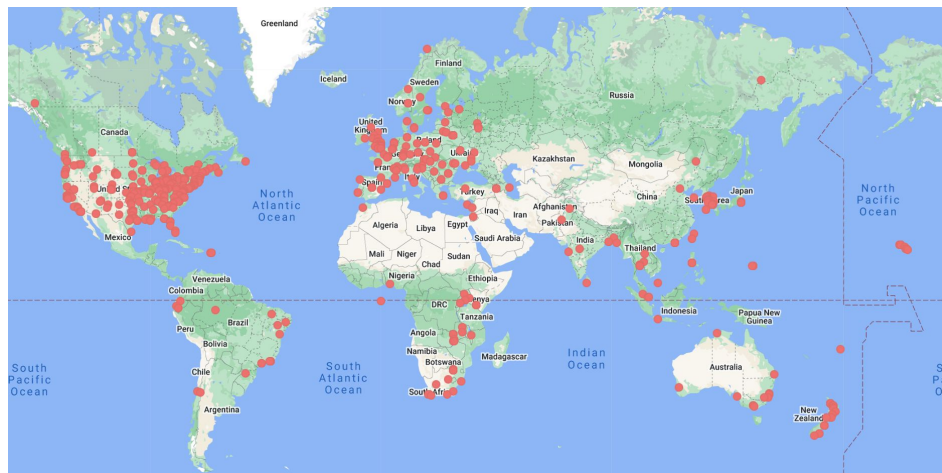 Greenland
Iceland
Finland
Sweden
Norway
Russia
Canada
United
Kingdom
Poland
Ukraine
France
Kazakhstan
Mongolia
United States
North
Atlantic
Ocean
Spain
Italy
Turkey
Japan
China
South Korea
North
Pacific
Ocean
Afghanistan
Iraq
Iran
Pakistan
Mexico
Algeria
Libya
Egypt
Saudi Arabia
India
Thailand
Mali
Niger
Sudan
Chad
Venezuela
Nigeria
Ethiopia
Colombia
DRC
Kenya
Indonesia
Papua New
Guinea
Tanzania
Peru
Brazil
Angola
Bolivia
Namibia
Madagascar
Botswana
South
Pacific
Ocean
Chile
South
Atlantic
Ocean
Indian
Ocean
Australia
South Africa
Argentina
New
Zealand